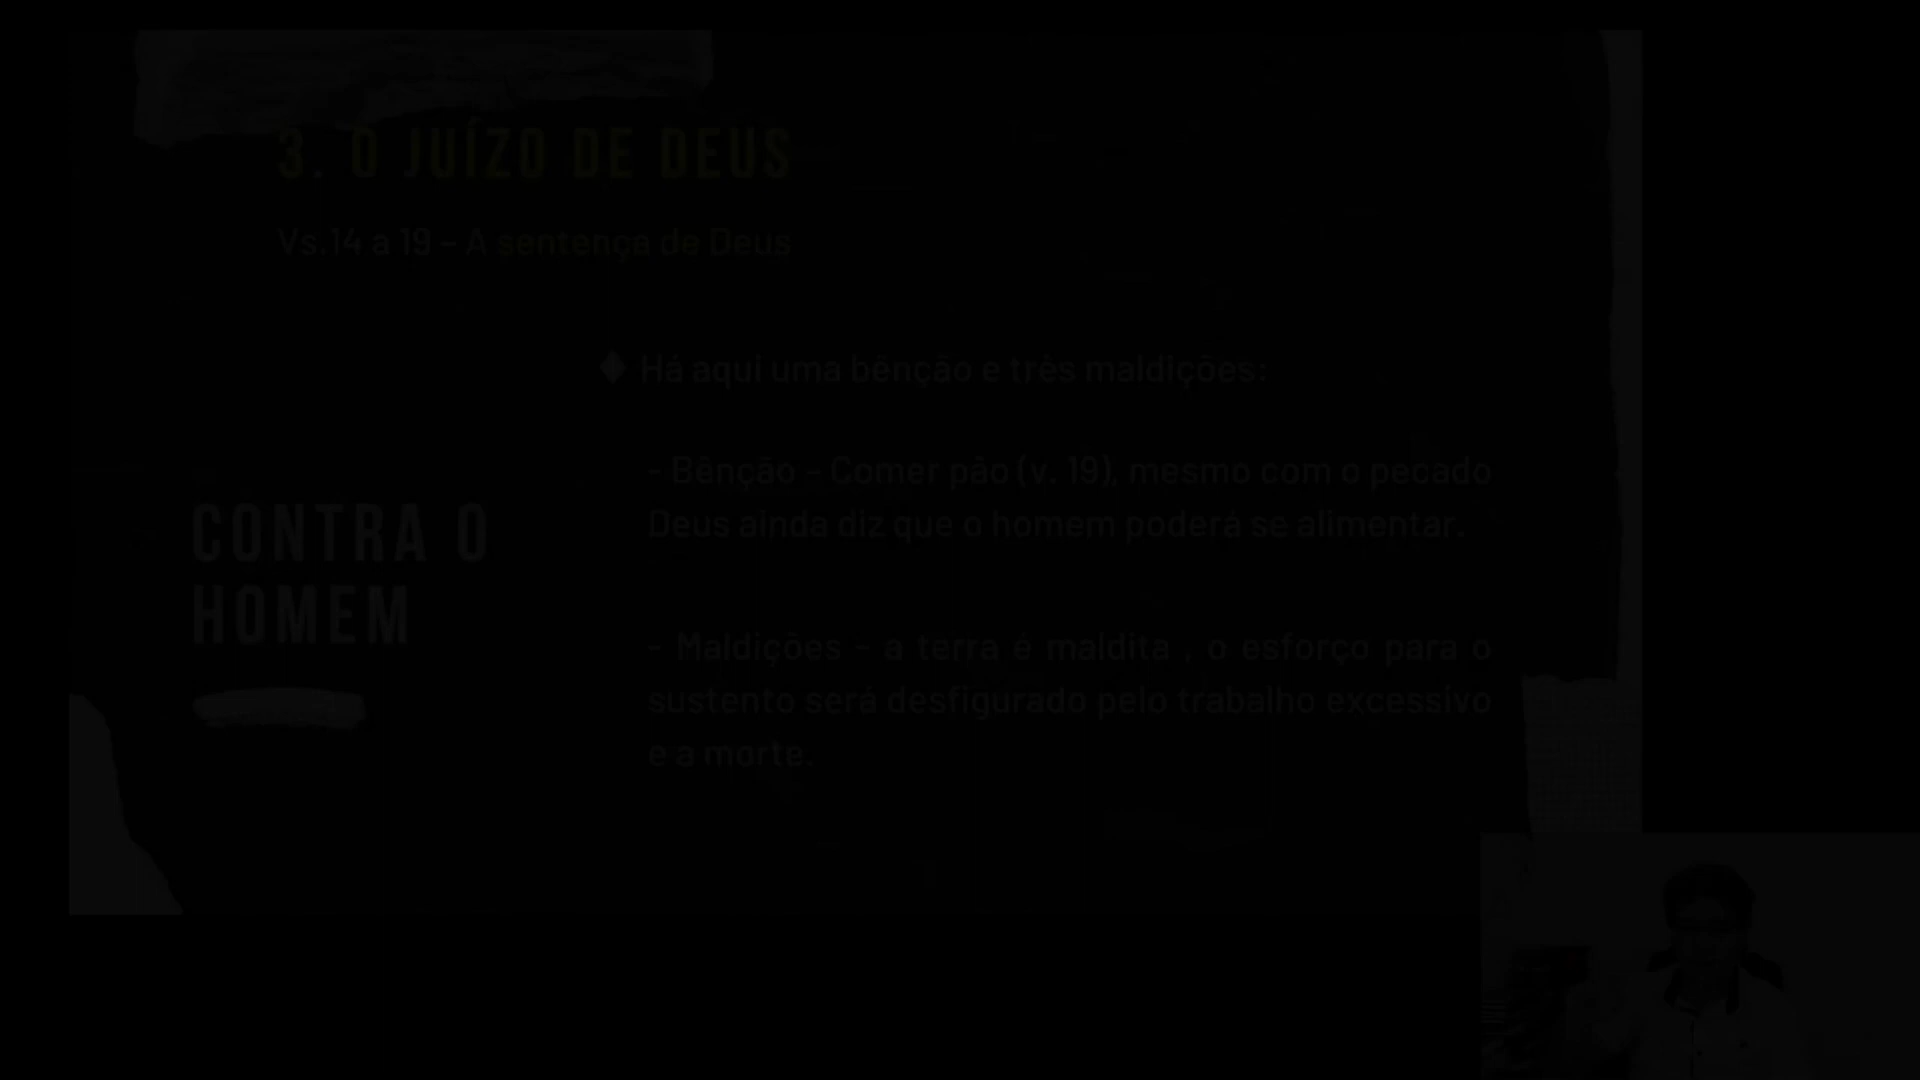 3. O JUÍZO DE DEUS
Vs.14 a 19 – A sentença de Deus
CONTRA O
HOMEM
♦ Há aqui uma bênção e três maldições:
- Bênção – Comer pão (v. 19), mesmo com o pecado
Deus ainda diz que o homem poderá se alimentar.
- Maldições – a terra é maldita , o esforço para o
sustento será desfigurado pelo trabalho excessivo
e a morte.